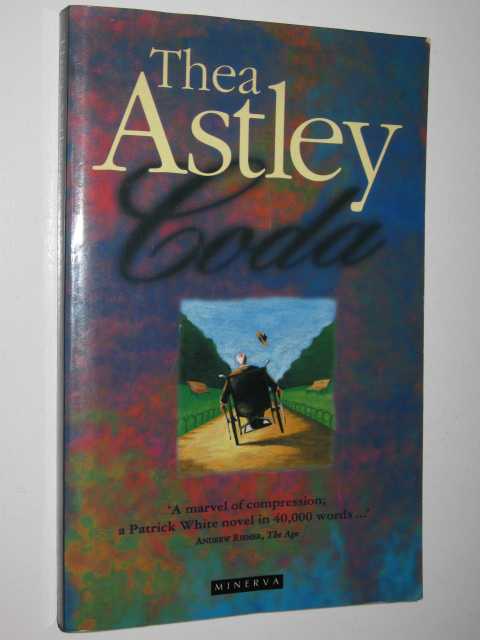 Thea
Astley
Coda
'A marvel of compression;
a Patrick White novel in 40,000 words ...'
ANDREW RIEMER, The Age
MINERVA